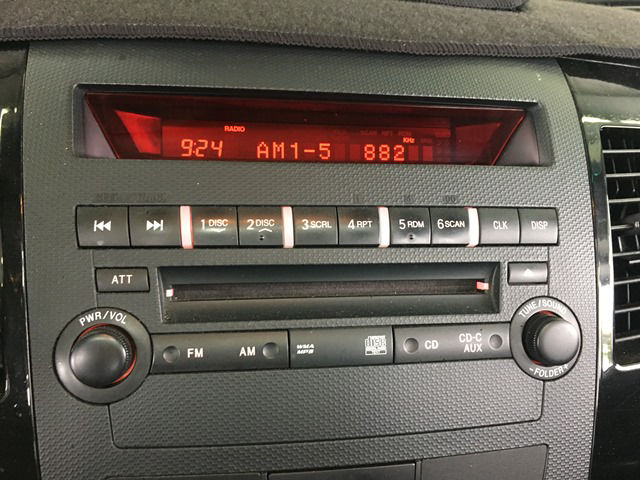 RADIO
KHz
9:24 AM1-5 882
1 DISC 2 DISC 3 SCRL 4 RPT 5 RDM 6 SCAN CLK DISP
ATT
PWR/VOL
TUNE/SOUND
FM AM WMA MP3 disc CD CD-C AUX
- FOLDER +